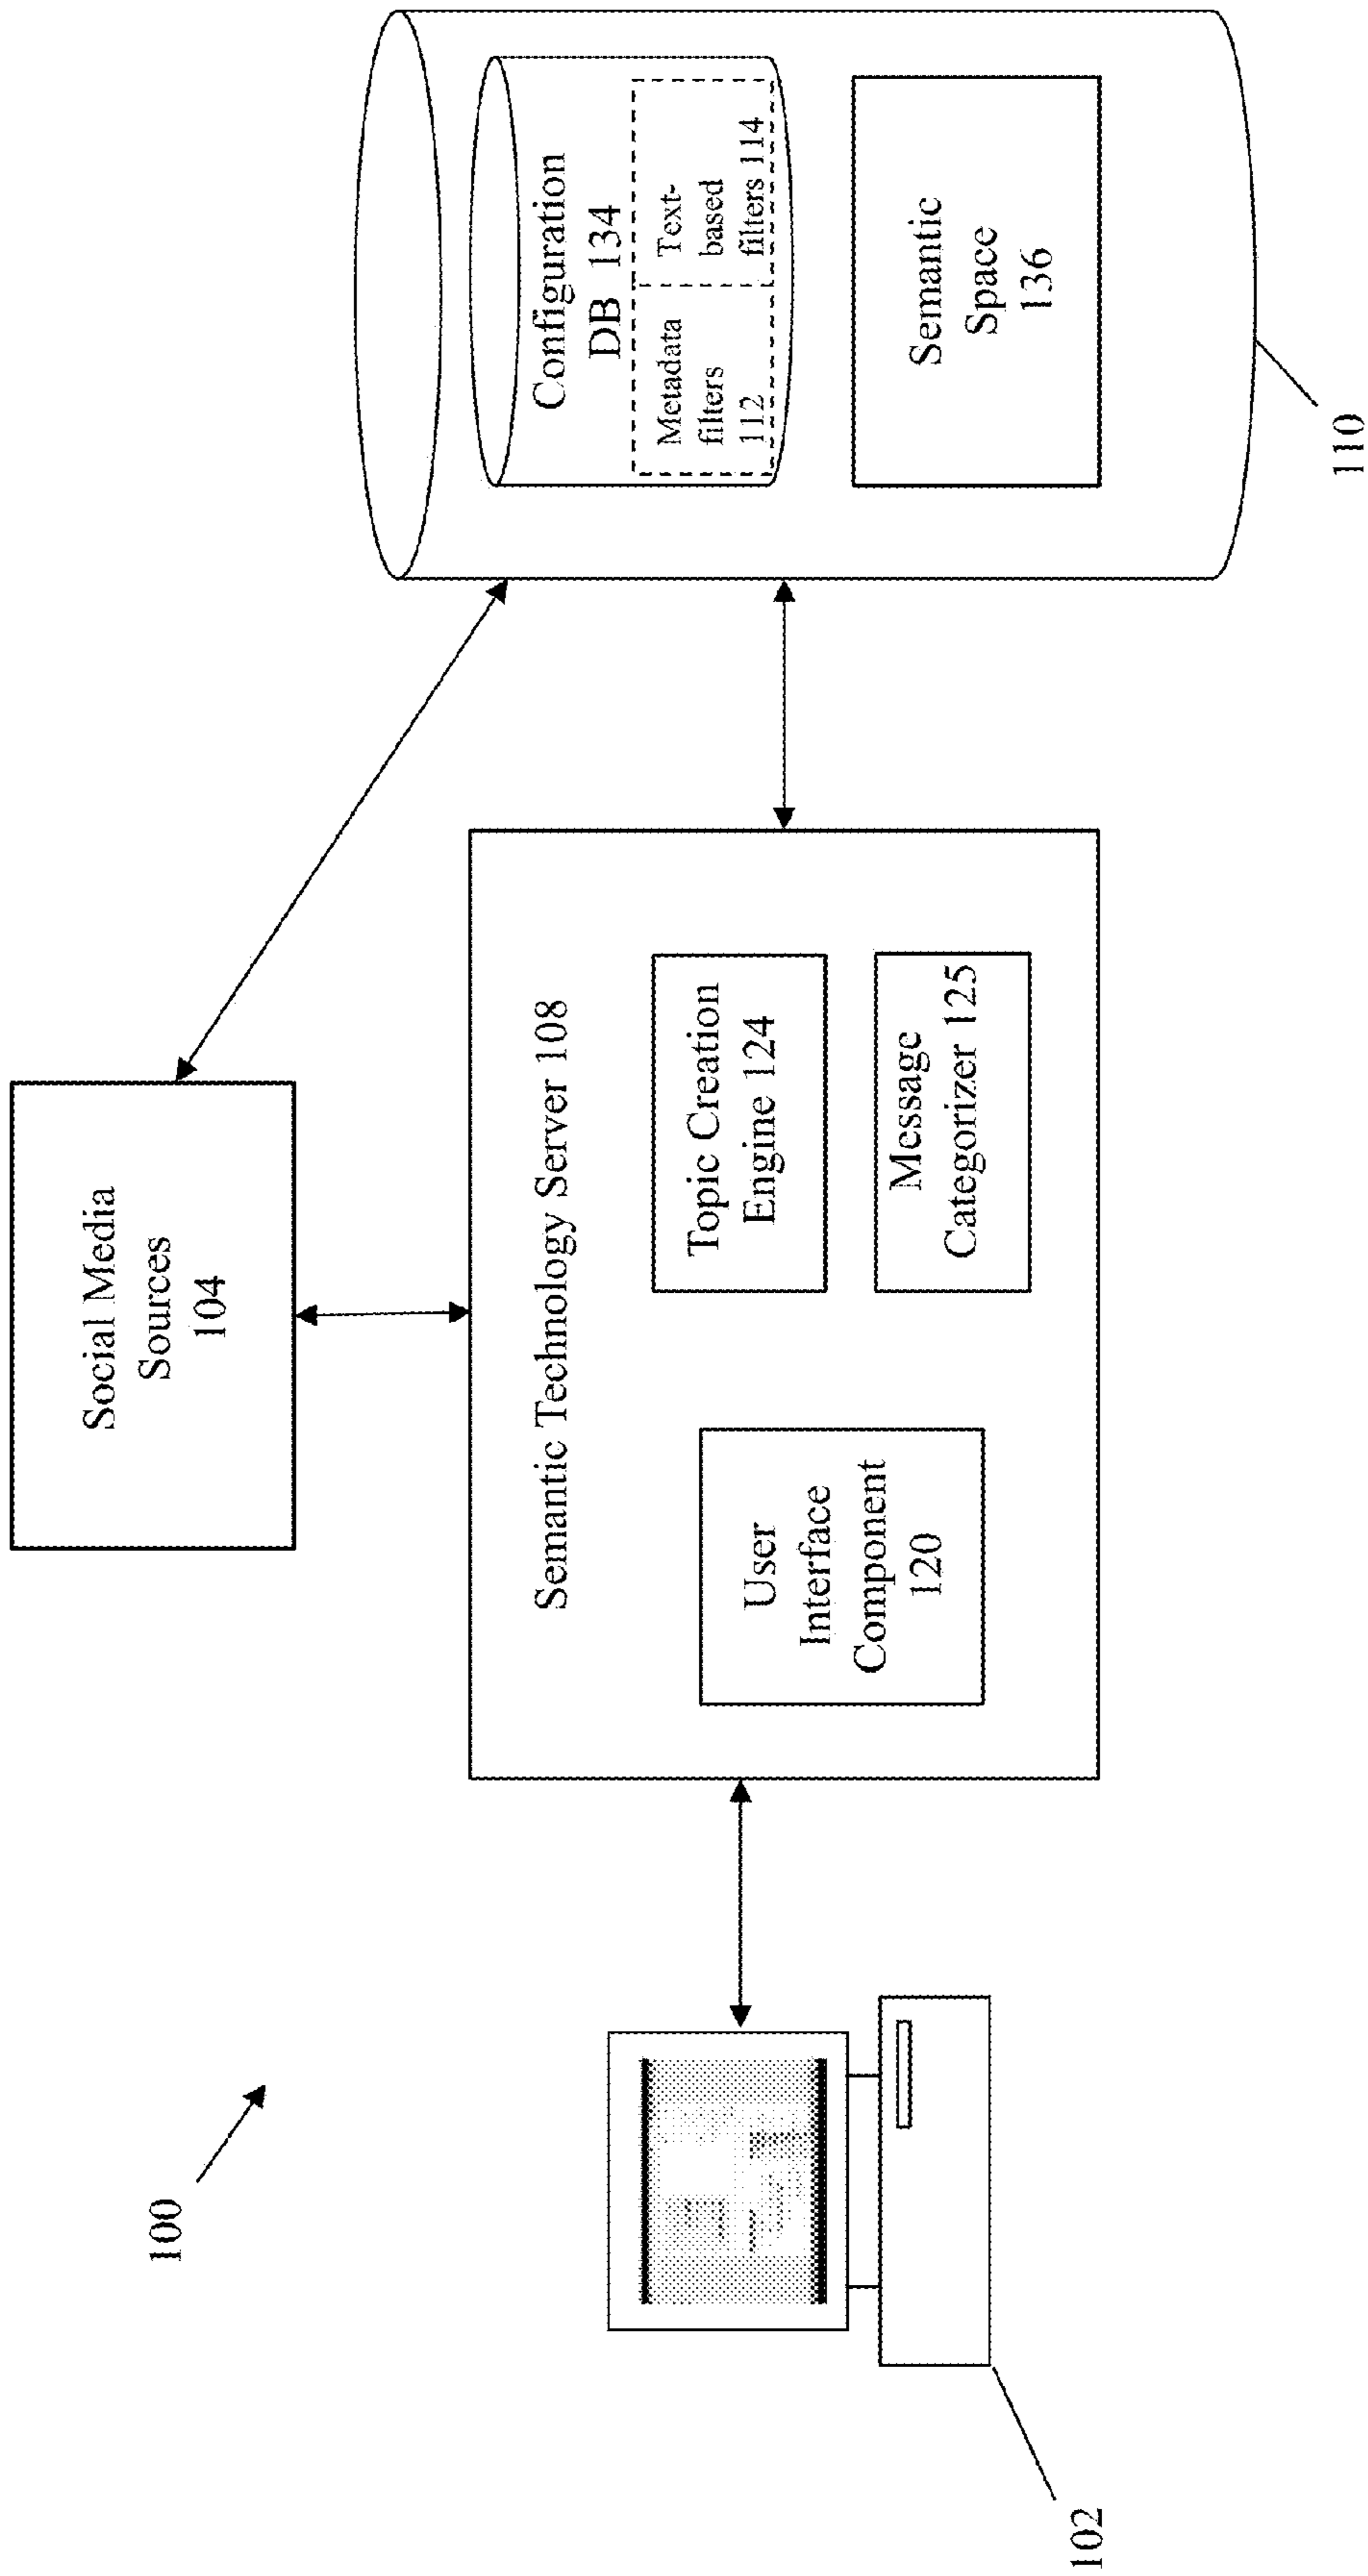 100
Social Media
Sources
104
Semantic Technology Server 108
User
Interface
Component
120
Topic Creation
Engine 124
Message
Categorizer 125
Configuration
DB 134
Metadata
filters
112
Text-
based
filters 114
Semantic
Space
136
102
110